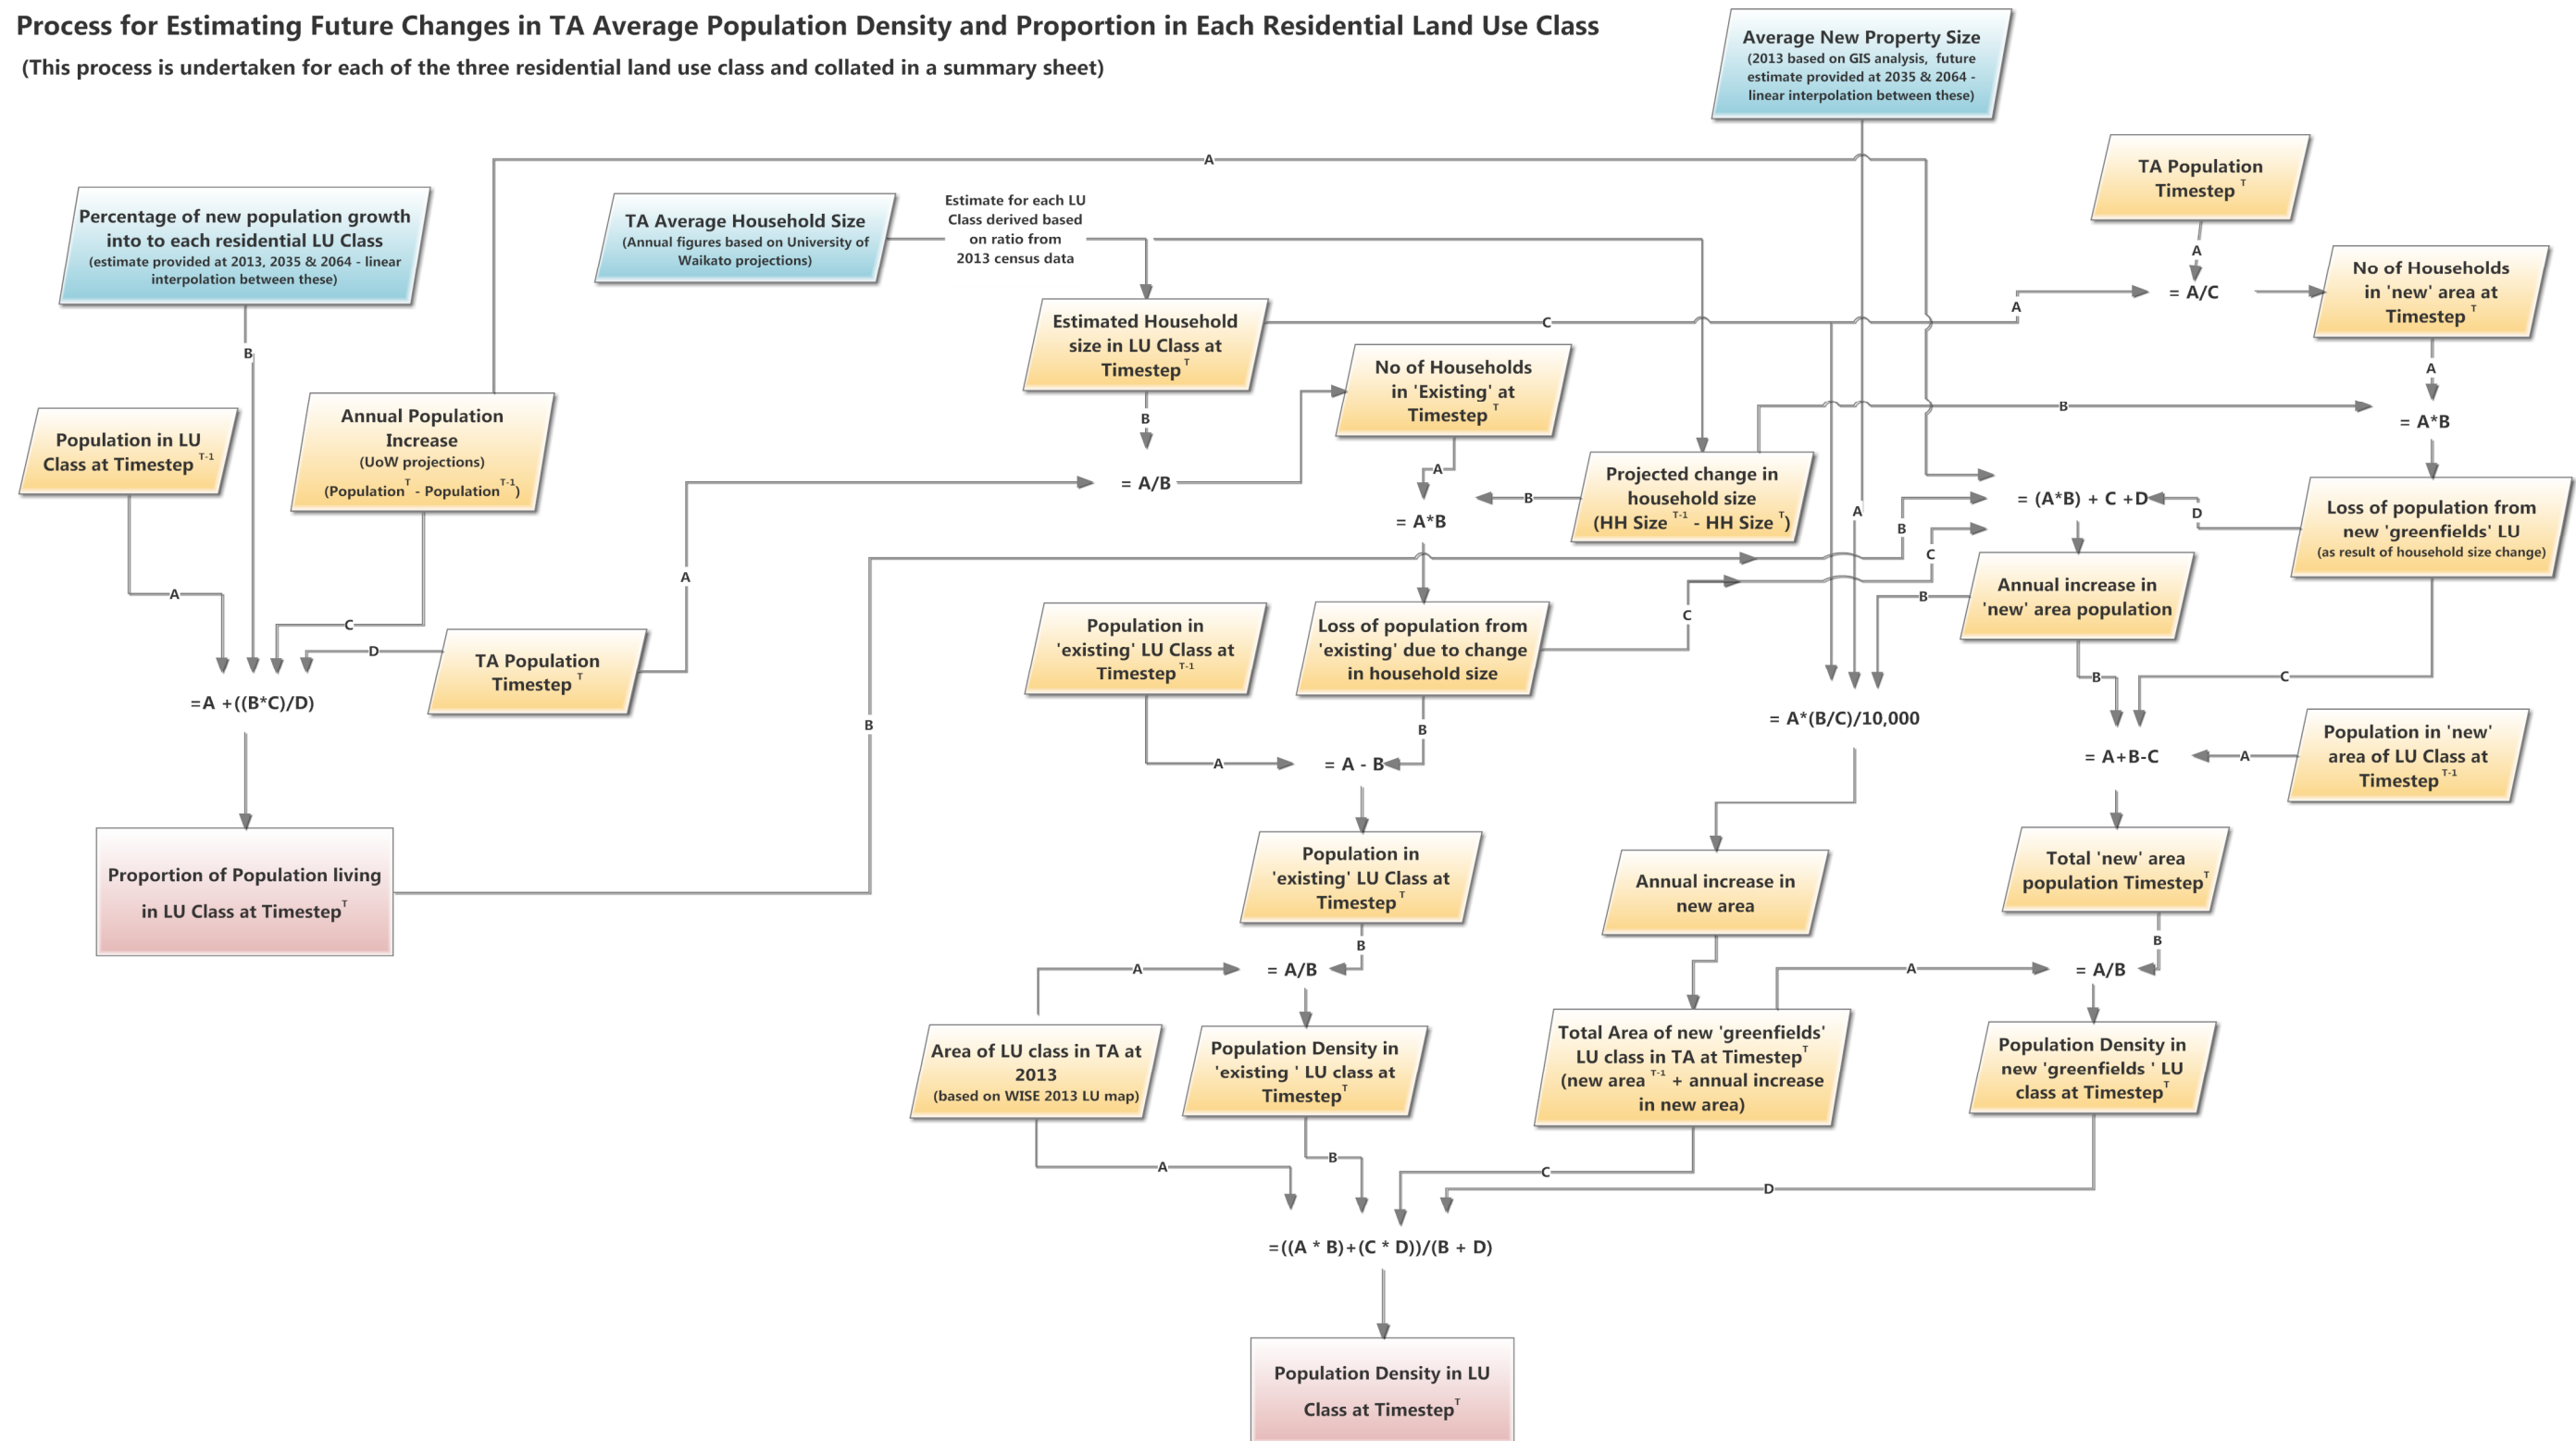 Process for Estimating Future Changes in TA Average Population Density and Proportion in Each Residential Land Use Class
(This process is undertaken for each of the three residential land use class and collated in a summary sheet)
Average New Property Size
(2013 based on GIS analysis, future
estimate provided at 2035 & 2064 -
linear interpolation between these)
A
TA Population
Timestep T
Percentage of new population growth
into to each residential LU Class
(estimate provided at 2013, 2035 & 2064 - linear
interpolation between these)
TA Average Household Size
(Annual figures based on University of
Waikato projections)
Estimate for each LU
Class derived based
on ratio from
2013 census data
A
= A/C
No of Households
in 'new' area at
Timestep T
A
Estimated Household
size in LU Class at
Timestep T
C
B
No of Households
in 'Existing' at
Timestep T
A
Population in LU
Class at Timestep T-1
Annual Population
Increase
(UoW projections)
(Population T - Population T-1)
B
B
= A*B
= A/B
A
Projected change in
household size
(HH Size T-1 - HH Size T)
B
= A*B
A
B
= (A*B) + C +D
D
C
Loss of population from
new 'greenfields' LU
(as result of household size change)
A
A
C
B
Annual increase in
'new' area population
Population in
'existing' LU Class at
Timestep T-1
Loss of population from
'existing' due to change
in household size
C
D
TA Population
Timestep T
=A +((B*C)/D)
B
B
= A*(B/C)/10,000
B
C
A
= A - B
= A+B-C
A
Population in 'new'
area of LU Class at
Timestep T-1
Proportion of Population living
in LU Class at Timestep T
Population in
'existing' LU Class at
Timestep T
Annual increase in
new area
Total 'new' area
population Timestep T
B
B
A
= A/B
A
= A/B
Area of LU class in TA at
2013
(based on WISE 2013 LU map)
Population Density in
'existing ' LU class at
Timestep T
Total Area of new 'greenfields'
LU class in TA at Timestep T
(new area T-1 + annual increase
in new area)
Population Density in
new 'greenfields ' LU
class at Timestep T
A
B
C
D
=((A * B)+(C * D))/(B + D)
Population Density in LU
Class at Timestep T